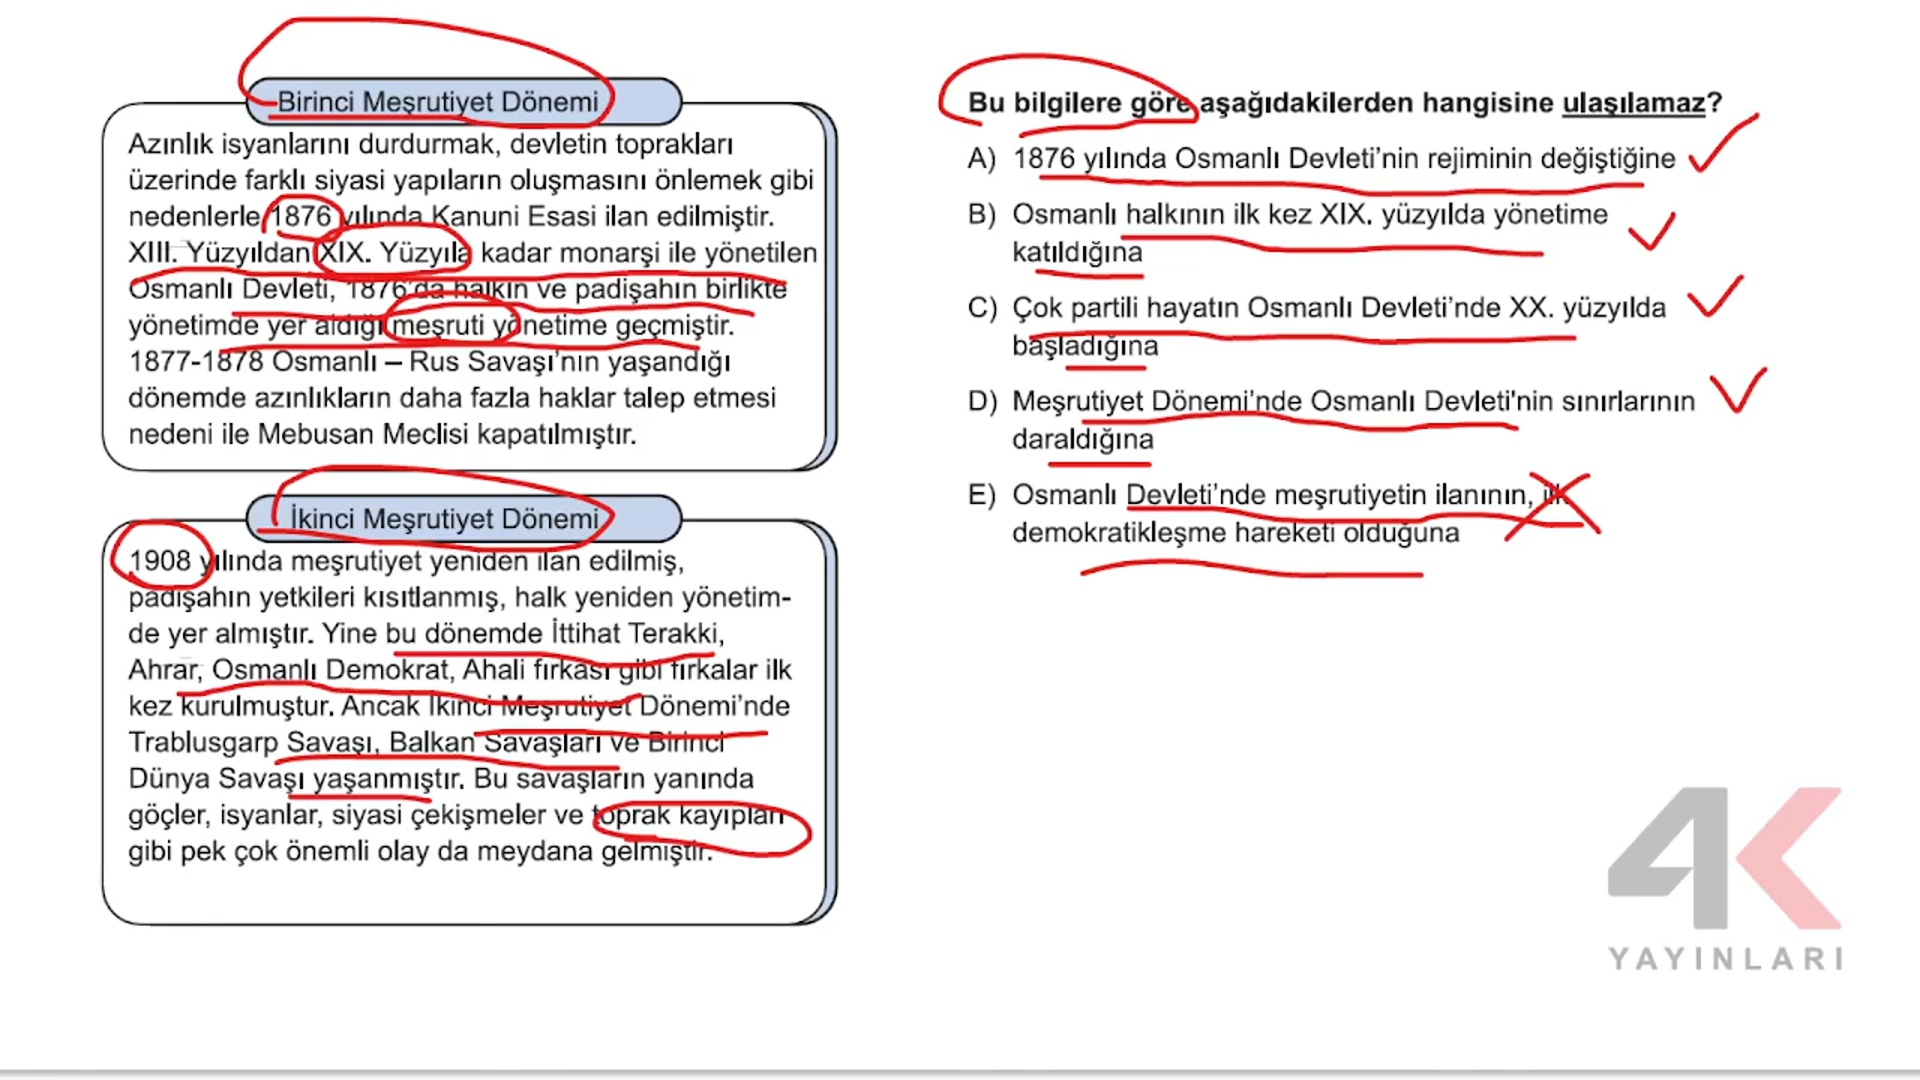 Birinci Meşrutiyet Dönemi
Azınlık isyanlarını durdurmak, devletin toprakları
üzerinde farklı siyasi yapıların oluşmasını önlemek gibi
nedenlerle 1876 yılında Kanuni Esasi ilan edilmiştir.
XIII. Yüzyıldan XIX. Yüzyıla kadar monarşi ile yönetilen
Osmanlı Devleti, 1876'da halkın ve padişahın birlikte
yönetimde yer aldığı meşruti yönetime geçmiştir.
1877-1878 Osmanlı – Rus Savaşı'nın yaşandığı
dönemde azınlıkların daha fazla haklar talep etmesi
nedeni ile Mebusan Meclisi kapatılmıştır.
İkinci Meşrutiyet Dönemi
1908 yılında meşrutiyet yeniden ilan edilmiş,
padişahın yetkileri kısıtlanmış, halk yeniden yönetim-
de yer almıştır. Yine bu dönemde İttihat Terakki,
Ahrar, Osmanlı Demokrat, Ahali fırkası gibi fırkalar ilk
kez kurulmuştur. Ancak İkinci Meşrutiyet Dönemi'nde
Trablusgarp Savaşı, Balkan Savaşları ve Birinci
Dünya Savaşı yaşanmıştır. Bu savaşların yanında
göçler, isyanlar, siyasi çekişmeler ve toprak kayıpları
gibi pek çok önemli olay da meydana gelmiştir.
Bu bilgilere göre aşağıdakilerden hangisine ulaşılamaz?
A) 1876 yılında Osmanlı Devleti'nin rejiminin değiştiğine
B) Osmanlı halkının ilk kez XIX. yüzyılda yönetime
katıldığına
C) Çok partili hayatın Osmanlı Devleti'nde XX. yüzyılda
başladığına
D) Meşrutiyet Dönemi'nde Osmanlı Devleti'nin sınırlarının
daraldığına
E) Osmanlı Devleti'nde meşrutiyetin ilanının, ilk
demokratikleşme hareketi olduğuna
4K
YAYINLARI